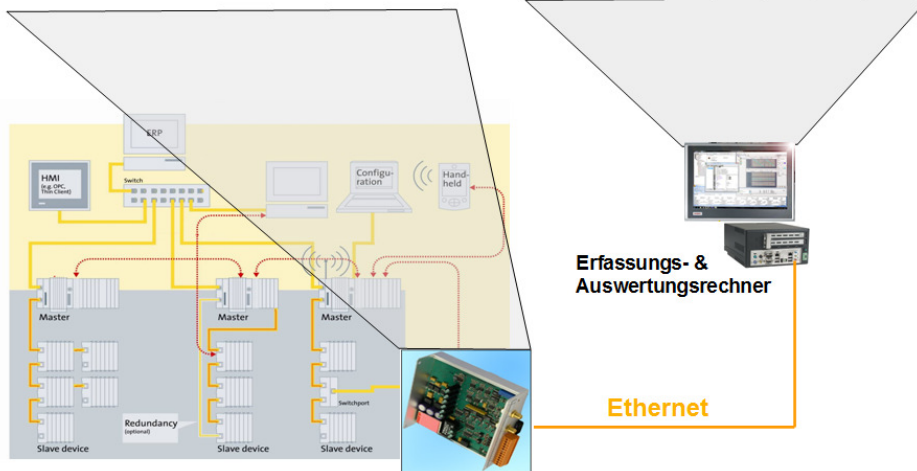 ERP
HMI
(e.g. OPC,
Thin Client)
Switch
Configu-
ration
Hand-
held
Erfassungs- &
Auswertungsrechner
Master
Master
Master
Switchport
Redundancy
(optional)
Slave device
Slave device
Slave device
Ethernet